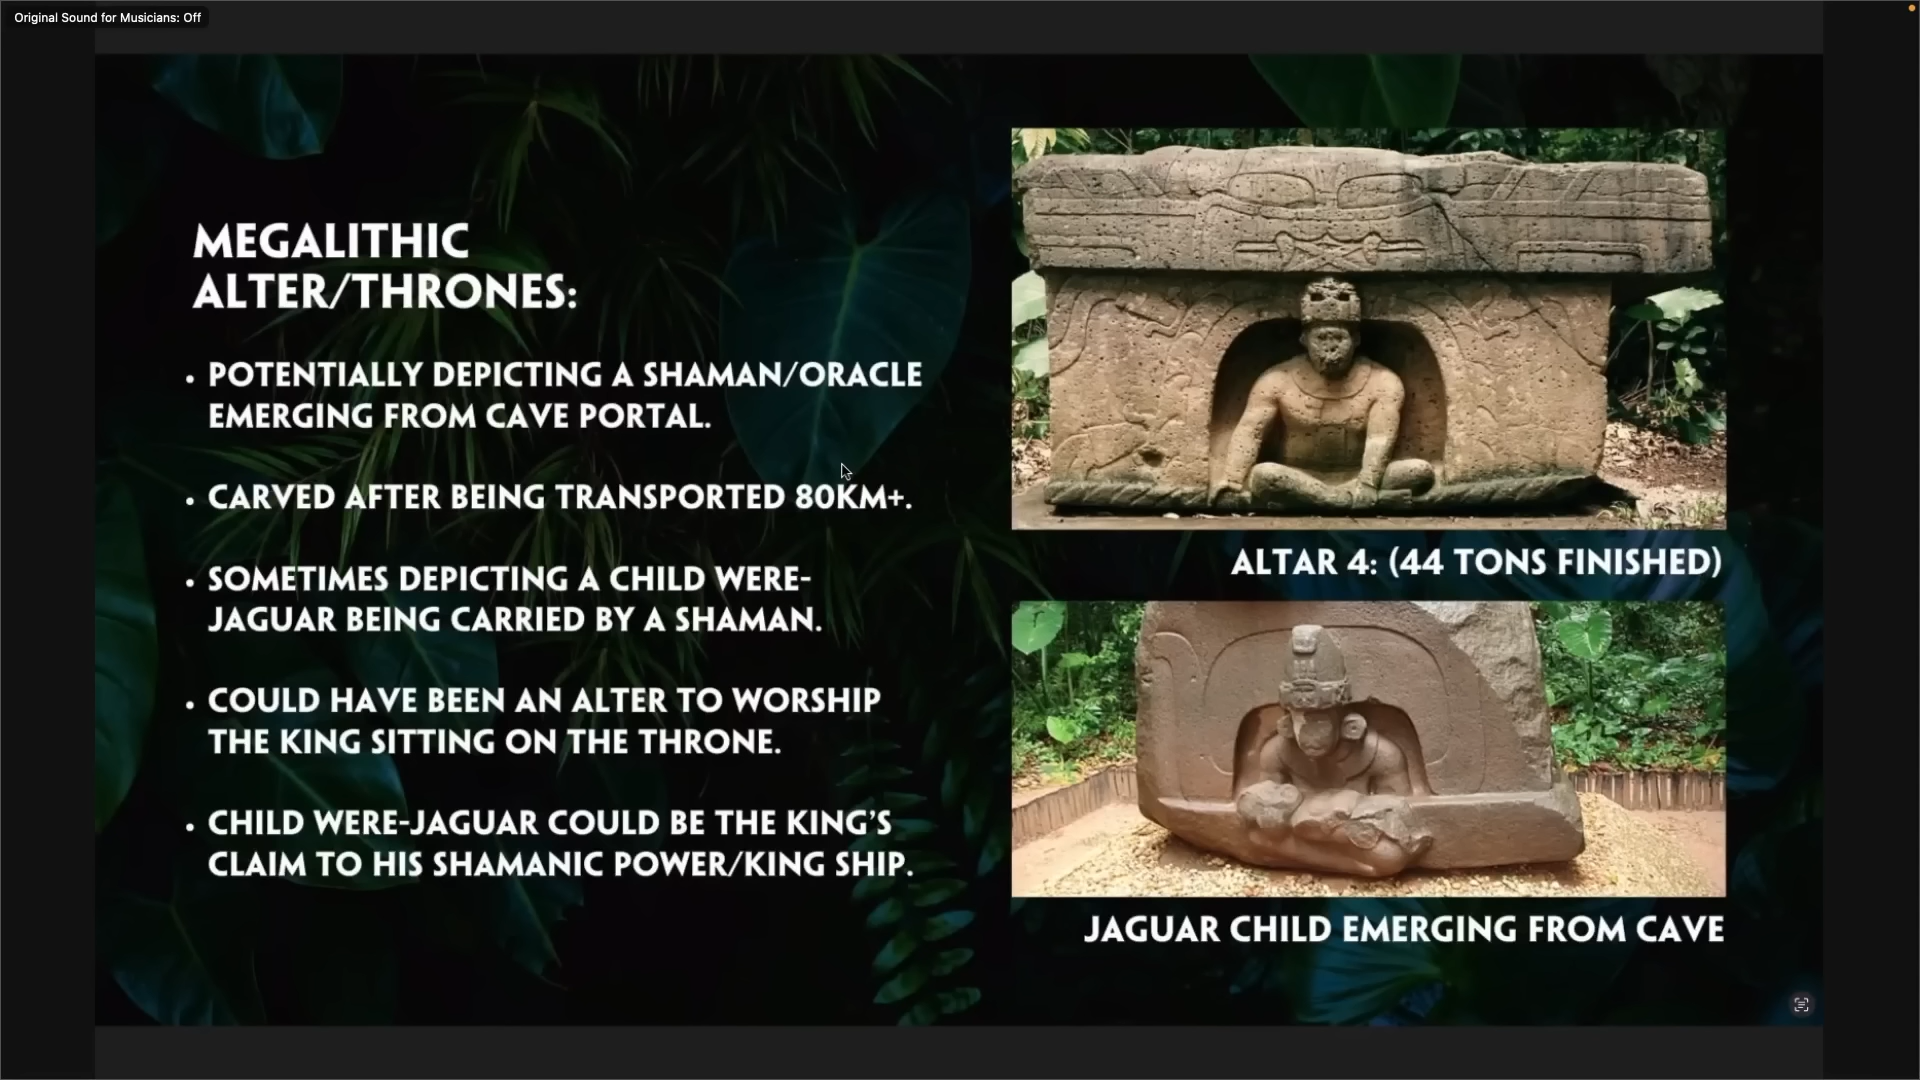 Original Sound for Musicians: Off
MEGALITHIC
ALTER/THRONES:
• POTENTIALLY DEPICTING A SHAMAN/ORACLE
EMERGING FROM CAVE PORTAL.
• CARVED AFTER BEING TRANSPORTED 80KM+.
• SOMETIMES DEPICTING A CHILD WERE-
JAGUAR BEING CARRIED BY A SHAMAN.
• COULD HAVE BEEN AN ALTER TO WORSHIP
THE KING SITTING ON THE THRONE.
• CHILD WERE-JAGUAR COULD BE THE KING'S
CLAIM TO HIS SHAMANIC POWER/KING SHIP.
ALTAR 4: (44 TONS FINISHED)
JAGUAR CHILD EMERGING FROM CAVE